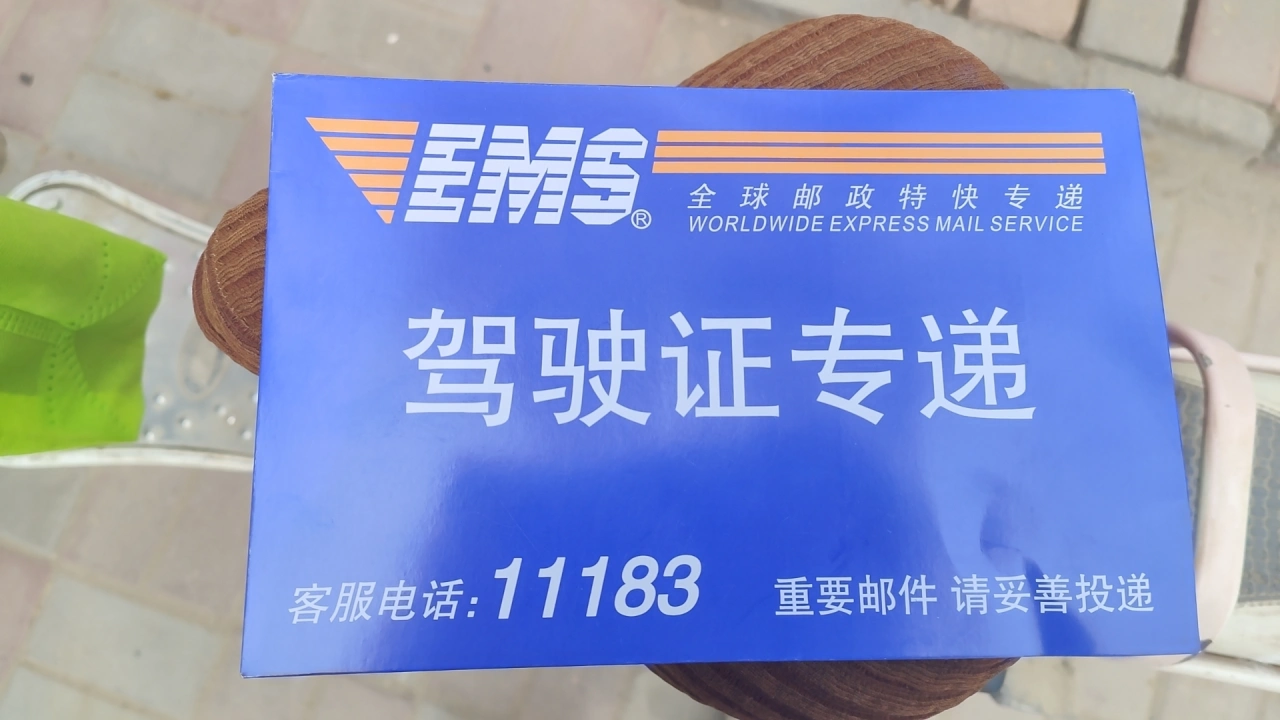 EMS®
全球邮政特快专递
WORLDWIDE EXPRESS MAIL SERVICE
驾驶证专递
客服电话:11183
重要邮件 请妥善投递